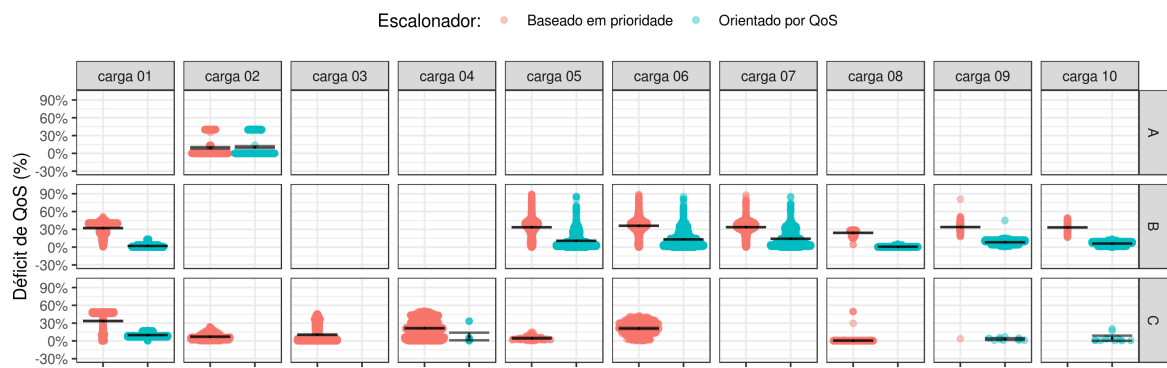 Escalonador: Baseado em prioridade Orientado por QoS
carga 01 carga 02 carga 03 carga 04 carga 05 carga 06 carga 07 carga 08 carga 09 carga 10
Déficit de QoS (%)
90%
60%
30%
0%
-30%
A
90%
60%
30%
0%
-30%
B
90%
60%
30%
0%
-30%
C